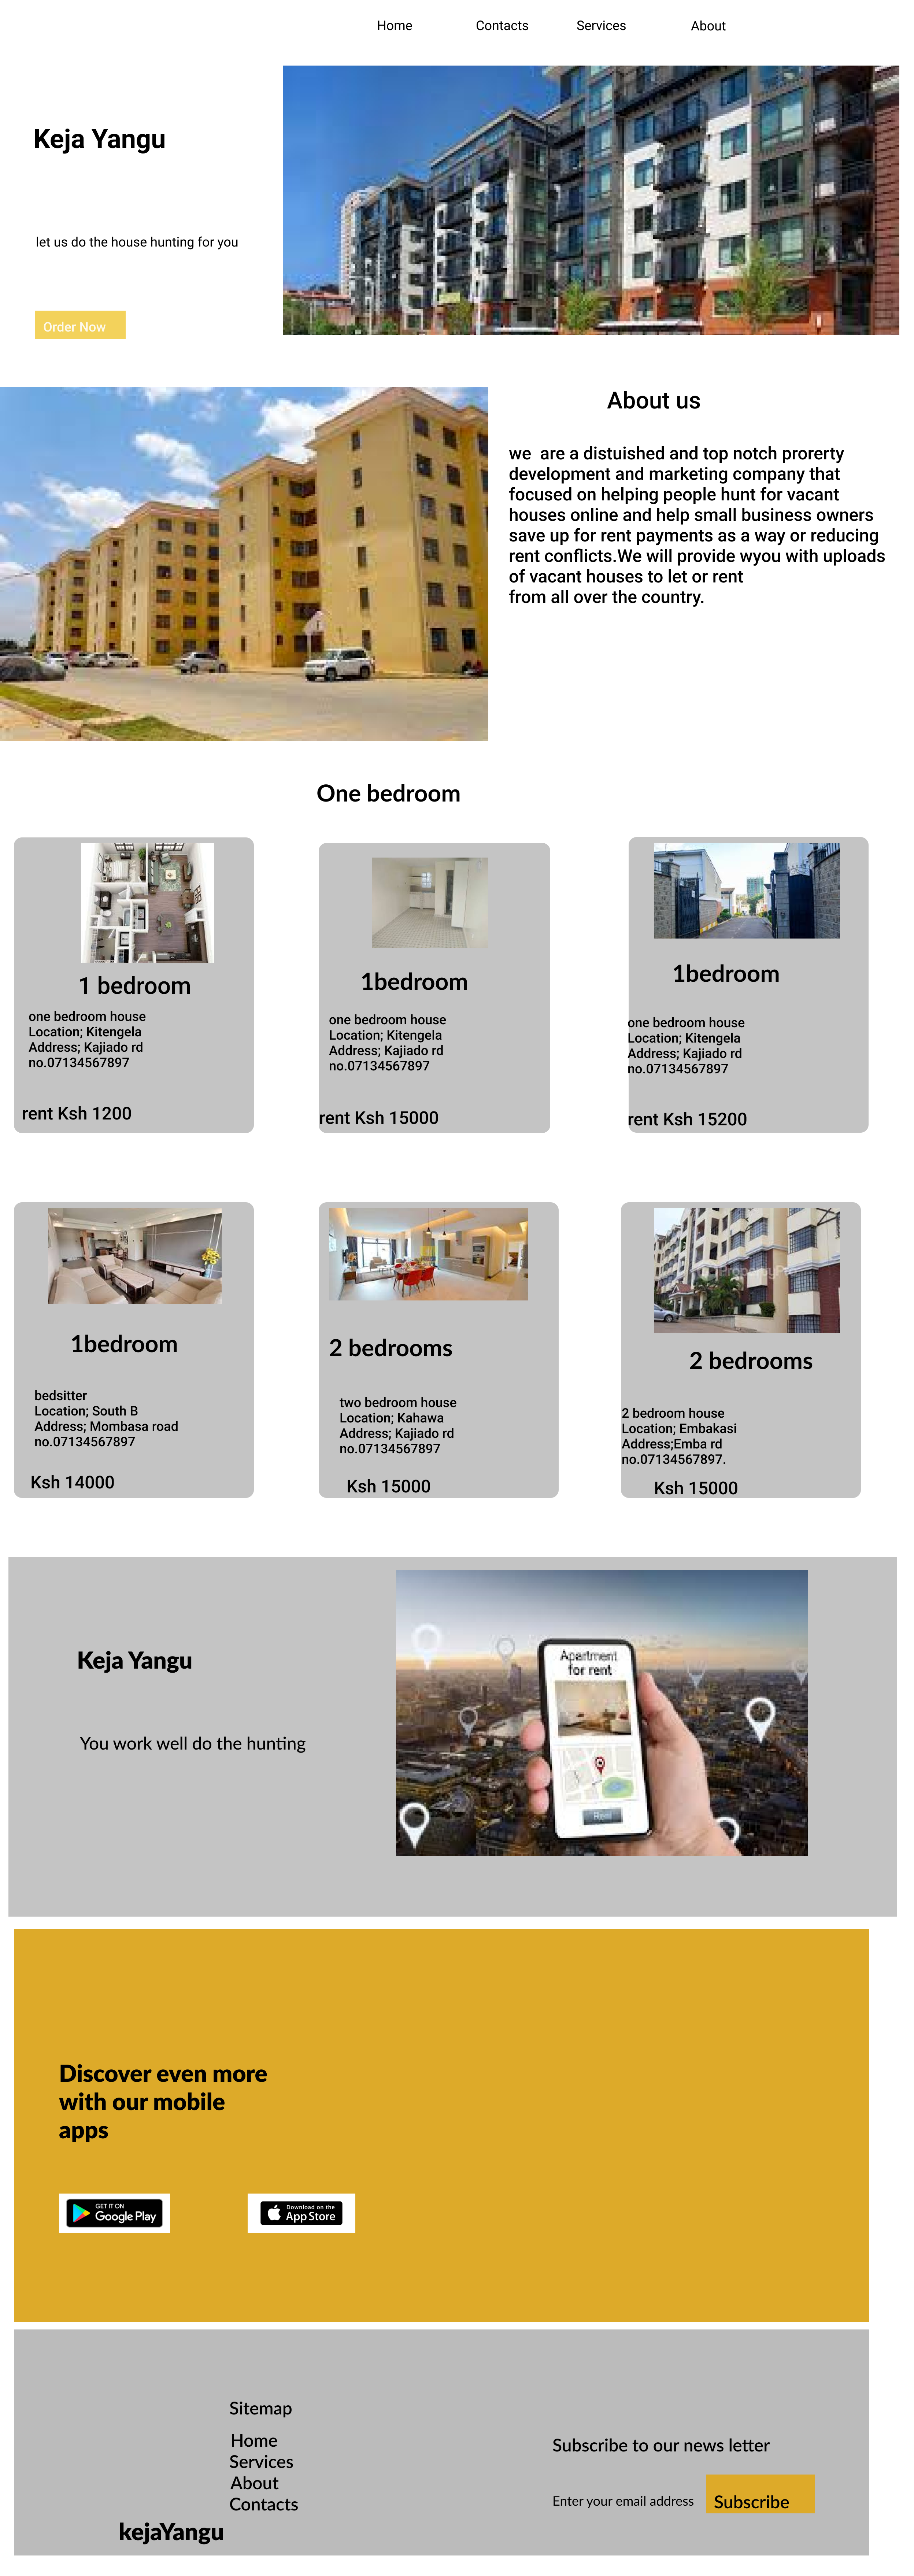 Home Contacts Services About
Keja Yangu
let us do the house hunting for you
Order Now
About us
we  are a distuished and top notch prorerty
development and marketing company that
focused on helping people hunt for vacant
houses online and help small business owners
save up for rent payments as a way or reducing
rent conflicts.We will provide wyou with uploads
of vacant houses to let or rent
from all over the country.
One bedroom
1 bedroom
one bedroom house
Location; Kitengela
Address; Kajiado rd
no.07134567897
rent Ksh 1200
1bedroom
one bedroom house
Location; Kitengela
Address; Kajiado rd
no.07134567897
rent Ksh 15000
1bedroom
one bedroom house
Location; Kitengela
Address; Kajiado rd
no.07134567897
rent Ksh 15200
1bedroom
bedsitter
Location; South B
Address; Mombasa road
no.07134567897
Ksh 14000
2 bedrooms
two bedroom house
Location; Kahawa
Address; Kajiado rd
no.07134567897
Ksh 15000
2 bedrooms
2 bedroom house
Location; Embakasi
Address;Emba rd
no.07134567897.
Ksh 15000
Keja Yangu
You work well do the hunting
Apartment
for rent
Rent
Discover even more
with our mobile
apps
GET IT ON
Google Play
Download on the
App Store
Sitemap
Home
Services
About
Contacts
kejaYangu
Subscribe to our news letter
Enter your email address
Subscribe